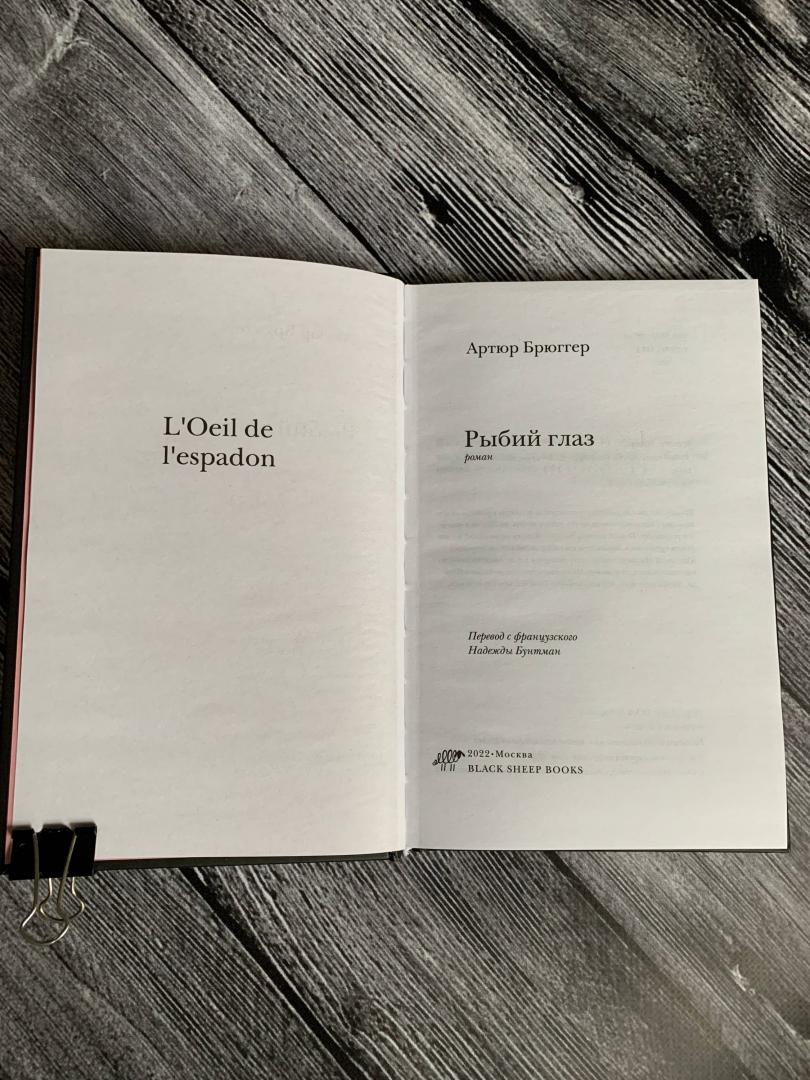 L'Oeil de
l'espadon
Артюр Брюггер
Рыбий глаз
роман
Перевод с французского
Надежды Бунтман
2022•Москва
BLACK SHEEP BOOKS